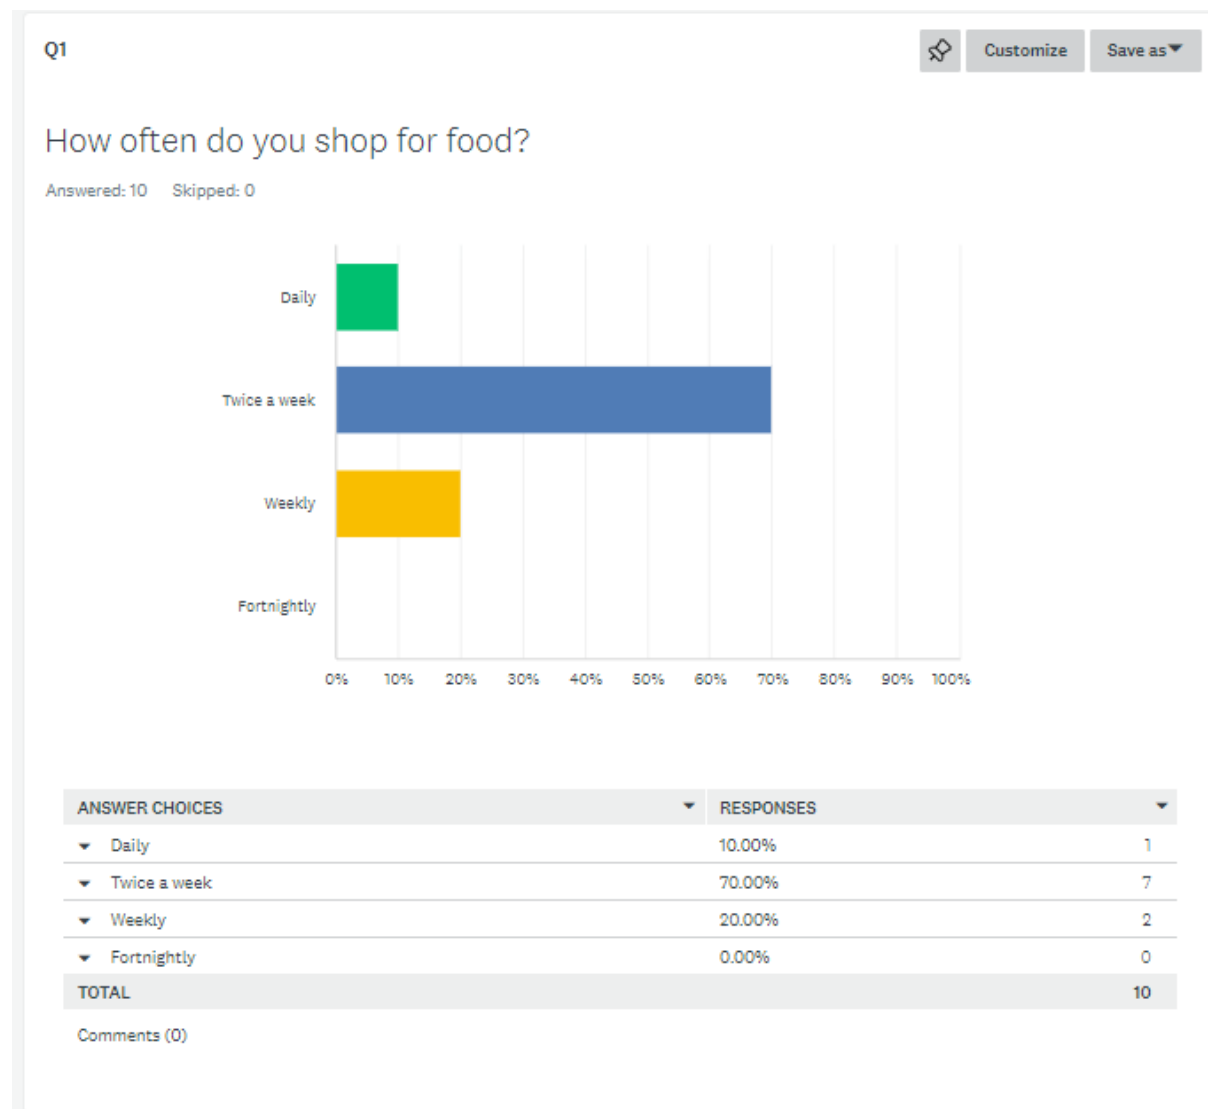 Q1
Customize
Save as
How often do you shop for food?
Answered: 10 Skipped: 0
Daily
Twice a week
Weekly
Fortnightly
0% 10% 20% 30% 40% 50% 60% 70% 80% 90% 100%
ANSWER CHOICES RESPONSES
Daily 10.00% 1
Twice a week 70.00% 7
Weekly 20.00% 2
Fortnightly 0.00% 0
TOTAL 10
Comments (0)